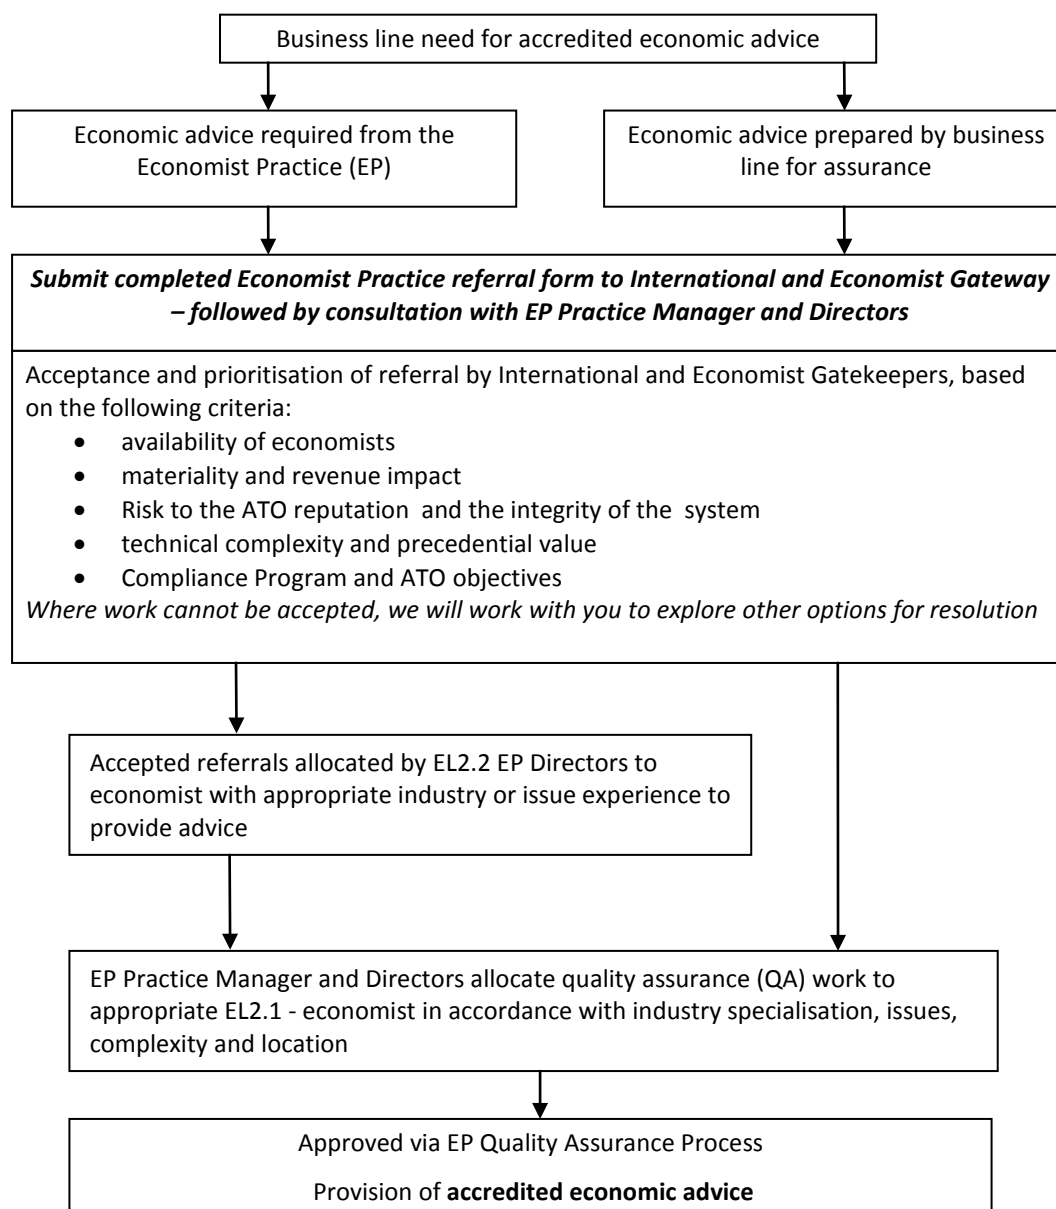 Business line need for accredited economic advice
Economic advice required from the
Economist Practice (EP)
Economic advice prepared by business
line for assurance
Submit completed Economist Practice referral form to International and Economist Gateway
– followed by consultation with EP Practice Manager and Directors
Acceptance and prioritisation of referral by International and Economist Gatekeepers, based
on the following criteria:
• availability of economists
• materiality and revenue impact
• Risk to the ATO reputation and the integrity of the system
• technical complexity and precedential value
• Compliance Program and ATO objectives
Where work cannot be accepted, we will work with you to explore other options for resolution
Accepted referrals allocated by EL2.2 EP Directors to
economist with appropriate industry or issue experience to
provide advice
EP Practice Manager and Directors allocate quality assurance (QA) work to
appropriate EL2.1 - economist in accordance with industry specialisation, issues,
complexity and location
Approved via EP Quality Assurance Process
Provision of accredited economic advice